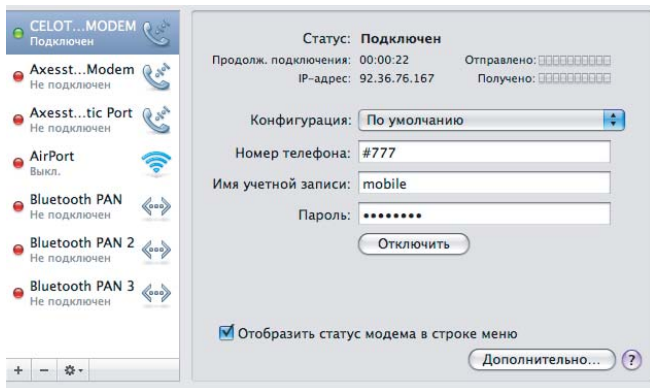 CELOT...MODEM
Подключен
Axesst...Modem
Не подключен
Axesst...tic Port
Не подключен
AirPort
Выкл.
Bluetooth PAN
Не подключен
Bluetooth PAN 2
Не подключен
Bluetooth PAN 3
Не подключен
Статус: Подключен
Продолж. подключения: 00:00:22 Отправлено:
IP-адрес: 92.36.76.167 Получено:
Конфигурация: По умолчанию
Номер телефона: #777
Имя учетной записи: mobile
Пароль: ••••••••
Отключить
Отобразить статус модема в строке меню
Дополнительно... ?